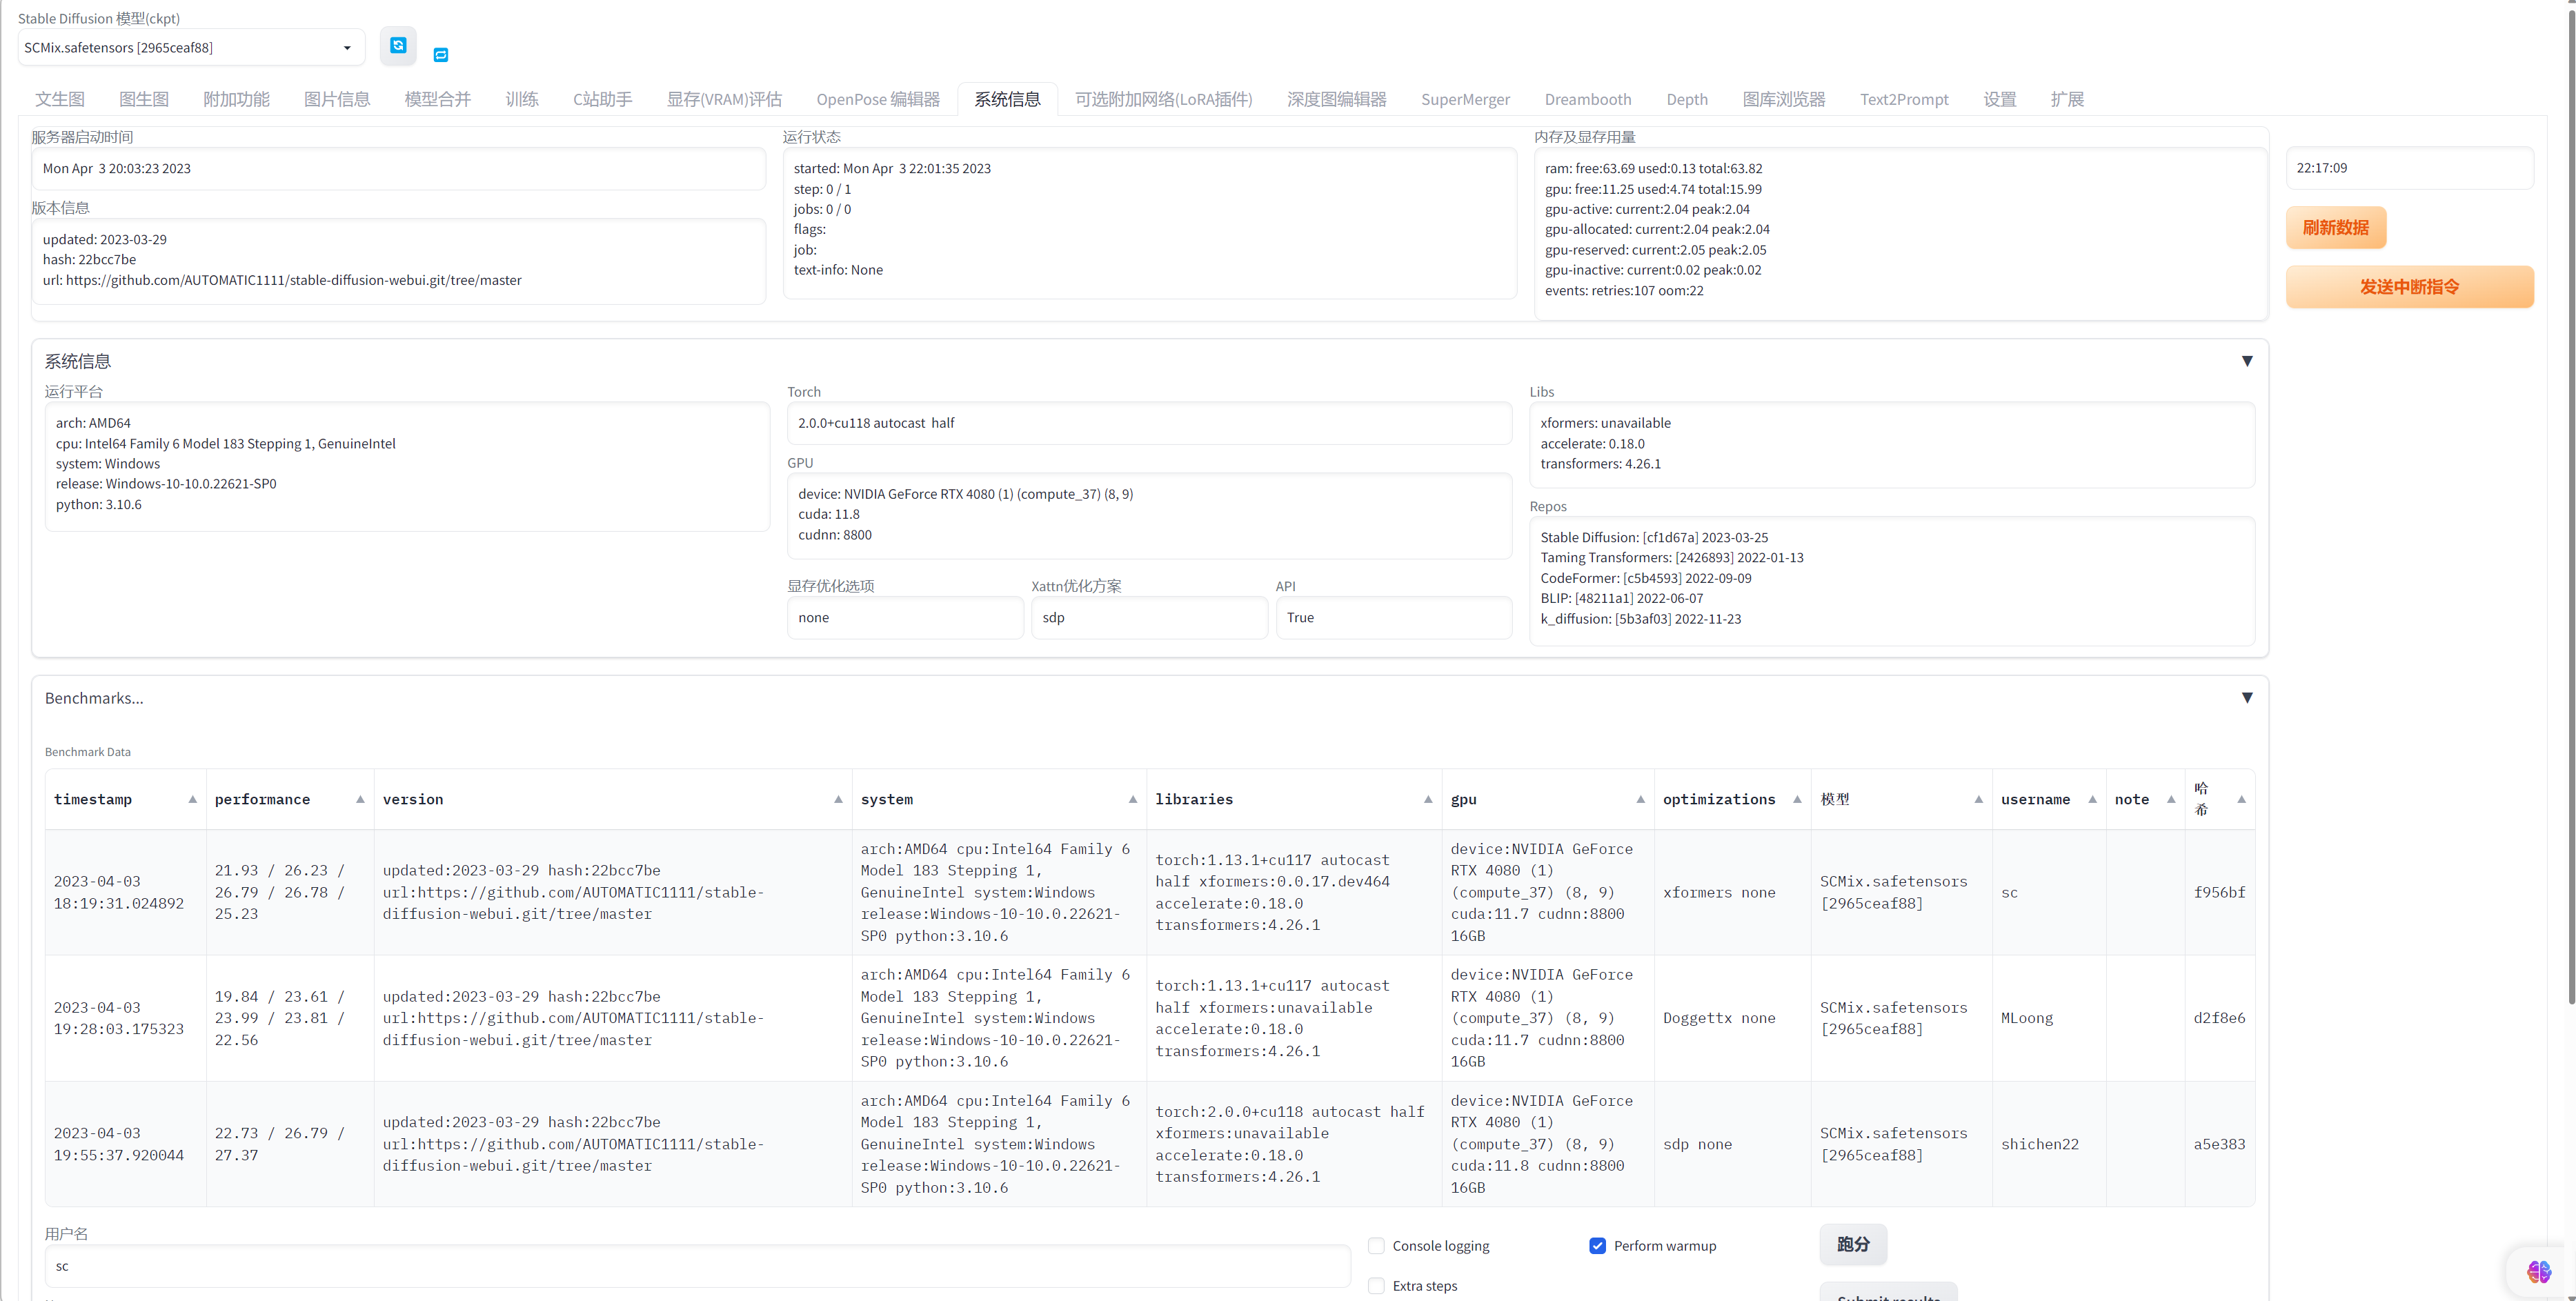 Stable Diffusion 模型(ckpt)
SCMix.safetensors [2965ceaf88]
文生图 图生图 附加功能 图片信息 模型合并 训练 C站助手 显存(VRAM)评估 OpenPose 编辑器 系统信息 可选附加网络(LoRA插件) 深度图编辑器 SuperMerger Dreambooth Depth 图库浏览器 Text2Prompt 设置 扩展
服务器启动时间
Mon Apr 3 20:03:23 2023
版本信息
updated: 2023-03-29
hash: 22bcc7be
url: https://github.com/AUTOMATIC1111/stable-diffusion-webui.git/tree/master
运行状态
started: Mon Apr 3 22:01:35 2023
step: 0 / 1
jobs: 0 / 0
flags:
job:
text-info: None
内存及显存用量
ram: free:63.69 used:0.13 total:63.82
gpu: free:11.25 used:4.74 total:15.99
gpu-active: current:2.04 peak:2.04
gpu-allocated: current:2.04 peak:2.04
gpu-reserved: current:2.05 peak:2.05
gpu-inactive: current:0.02 peak:0.02
events: retries:107 oom:22
22:17:09
刷新数据
发送中断指令
系统信息
运行平台
arch: AMD64
cpu: Intel64 Family 6 Model 183 Stepping 1, GenuineIntel
system: Windows
release: Windows-10-10.0.22621-SP0
python: 3.10.6
Torch
2.0.0+cu118 autocast half
GPU
device: NVIDIA GeForce RTX 4080 (1) (compute_37) (8, 9)
cuda: 11.8
cudnn: 8800
显存优化选项
none
Xattn优化方案
sdp
API
True
Libs
xformers: unavailable
accelerate: 0.18.0
transformers: 4.26.1
Repos
Stable Diffusion: [cf1d67a] 2023-03-25
Taming Transformers: [2426893] 2022-01-13
CodeFormer: [c5b4593] 2022-09-09
BLIP: [48211a1] 2022-06-07
k_diffusion: [5b3af03] 2022-11-23
Benchmarks...
Benchmark Data
timestamp performance version system libraries gpu optimizations 模型 username note 哈
希
2023-04-03
18:19:31.024892
21.93 / 26.23 /
26.79 / 26.78 /
25.23
updated:2023-03-29 hash:22bcc7be
url:https://github.com/AUTOMATIC1111/stable-
diffusion-webui.git/tree/master
arch:AMD64 cpu:Intel64 Family 6
Model 183 Stepping 1,
GenuineIntel system:Windows
release:Windows-10-10.0.22621-
SP0 python:3.10.6
torch:1.13.1+cu117 autocast
half xformers:0.0.17.dev464
accelerate:0.18.0
transformers:4.26.1
device:NVIDIA GeForce
RTX 4080 (1)
(compute_37) (8, 9)
cuda:11.7 cudnn:8800
16GB
xformers none
SCMix.safetensors
[2965ceaf88]
sc
f956bf
2023-04-03
19:28:03.175323
19.84 / 23.61 /
23.99 / 23.81 /
22.56
updated:2023-03-29 hash:22bcc7be
url:https://github.com/AUTOMATIC1111/stable-
diffusion-webui.git/tree/master
arch:AMD64 cpu:Intel64 Family 6
Model 183 Stepping 1,
GenuineIntel system:Windows
release:Windows-10-10.0.22621-
SP0 python:3.10.6
torch:1.13.1+cu117 autocast
half xformers:unavailable
accelerate:0.18.0
transformers:4.26.1
device:NVIDIA GeForce
RTX 4080 (1)
(compute_37) (8, 9)
cuda:11.7 cudnn:8800
16GB
Doggettx none
SCMix.safetensors
[2965ceaf88]
MLoong
d2f8e6
2023-04-03
19:55:37.920044
22.73 / 26.79 /
27.37
updated:2023-03-29 hash:22bcc7be
url:https://github.com/AUTOMATIC1111/stable-
diffusion-webui.git/tree/master
arch:AMD64 cpu:Intel64 Family 6
Model 183 Stepping 1,
GenuineIntel system:Windows
release:Windows-10-10.0.22621-
SP0 python:3.10.6
torch:2.0.0+cu118 autocast half
xformers:unavailable
accelerate:0.18.0
transformers:4.26.1
device:NVIDIA GeForce
RTX 4080 (1)
(compute_37) (8, 9)
cuda:11.8 cudnn:8800
16GB
sdp none
SCMix.safetensors
[2965ceaf88]
shichen22
a5e383
用户名
sc
Console logging
Perform warmup
Extra steps
跑分
Submit results